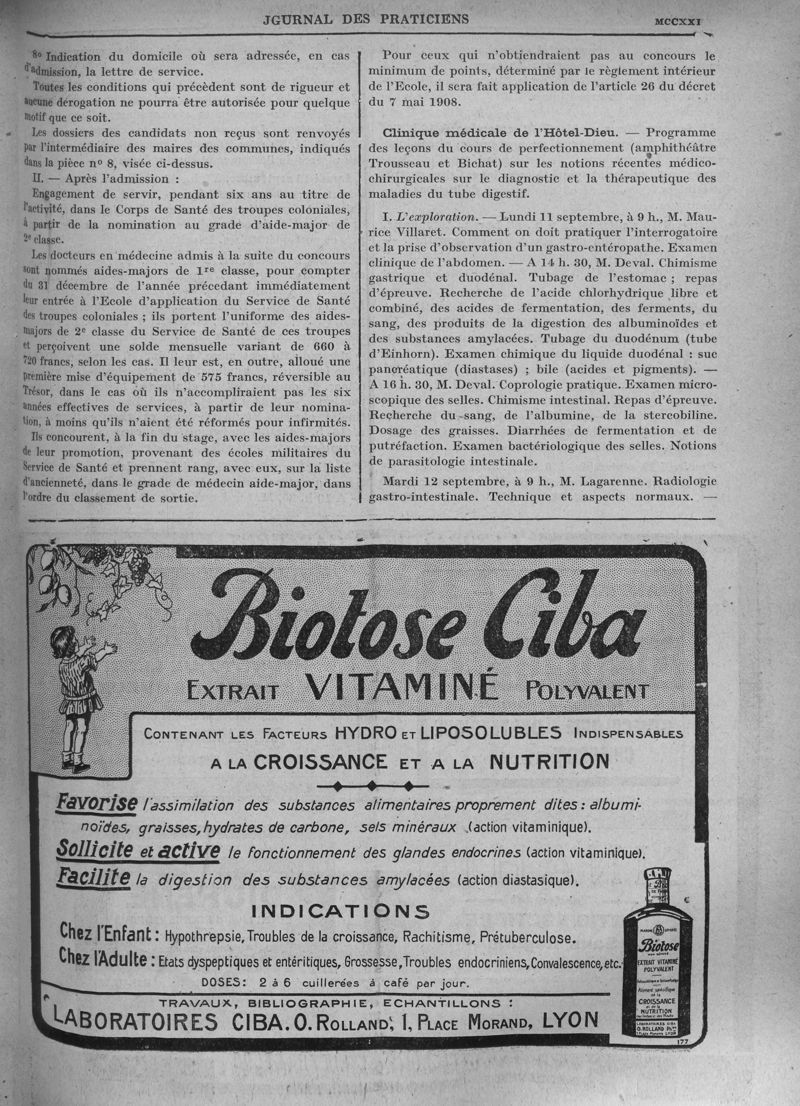 JOURNAL DES PRATICIENS
MCCXXI
8º Indication du domicile où sera adressée, en cas
d'admission, la lettre de service.
Toutes les conditions qui précèdent sont de rigueur et
aucune dérogation ne pourra être autorisée pour quelque
motif que ce soit.
Les dossiers des candidats non reçus sont renvoyés
par l'intermédiaire des maires des communes, indiqués
dans la pièce nº 8, visée ci-dessus.
II. — Après l'admission :
Engagement de servir, pendant six ans au titre de
l'activité, dans le Corps de Santé des troupes coloniales,
à partir de la nomination au grade d'aide-major de
2e classe.
Les docteurs en médecine admis à la suite du concours
sont nommés aides-majors de 1re classe, pour compter
du 31 décembre de l'année précedant immédiatement
leur entrée à l'Ecole d'application du Service de Santé
des troupes coloniales ; ils portent l'uniforme des aides-
majors de 2e classe du Service de Santé de ces troupes
et perçoivent une solde mensuelle variant de 660 à
720 francs, selon les cas. Il leur est, en outre, alloué une
première mise d'équipement de 575 francs, réversible au
Trésor, dans le cas où ils n'accompliraient pas les six
années effectives de services, à partir de leur nomina-
tion, à moins qu'ils n'aient été réformés pour infirmités.
Ils concourent, à la fin du stage, avec les aides-majors
de leur promotion, provenant des écoles militaires du
Service de Santé et prennent rang, avec eux, sur la liste
d'ancienneté, dans le grade de médecin aide-major, dans
l'ordre du classement de sortie.
Pour ceux qui n'obtiendraient pas au concours le
minimum de points, déterminé par le règlement intérieur
de l'Ecole, il sera fait application de l'article 26 du décret
du 7 mai 1908.
Clinique médicale de l'Hôtel-Dieu. — Programme
des leçons du cours de perfectionnement (amphithéâtre
Trousseau et Bichat) sur les notions récentes médico-
chirurgicales sur le diagnostic et la thérapeutique des
maladies du tube digestif.
I. L'exploration. — Lundi 11 septembre, à 9 h., M. Mau-
rice Villaret. Comment on doit pratiquer l'interrogatoire
et la prise d'observation d'un gastro-entéropathe. Examen
clinique de l'abdomen. — A 14 h. 30, M. Deval. Chimisme
gastrique et duodénal. Tubage de l'estomac ; repas
d'épreuve. Recherche de l'acide chlorhydrique libre et
combiné, des acides de fermentation, des ferments, du
sang, des produits de la digestion des albuminoïdes et
des substances amylacées. Tubage du duodénum (tube
d'Einhorn). Examen chimique du liquide duodénal : suc
pancréatique (diastases) ; bile (acides et pigments). —
A 16 h. 30, M. Deval. Coprologie pratique. Examen micro-
scopique des selles. Chimisme intestinal. Repas d'épreuve.
Recherche du sang, de l'albumine, de la stercobiline.
Dosage des graisses. Diarrhées de fermentation et de
putréfaction. Examen bactériologique des selles. Notions
de parasitologie intestinale.
Mardi 12 septembre, à 9 h., M. Lagarenne. Radiologie
gastro-intestinale. Technique et aspects normaux. —
Biotose Ciba
EXTRAIT VITAMINÉ POLYVALENT
CONTENANT LES FACTEURS HYDRO ET LIPOSOLUBLES INDISPENSABLES
A LA CROISSANCE ET A LA NUTRITION
Favorise l'assimilation des substances alimentaires proprement dites : albumi-
noïdes, graisses, hydrates de carbone, sels minéraux (action vitaminique).
Sollicite et active le fonctionnement des glandes endocrines (action vitaminique).
Facilite la digestion des substances amylacées (action diastasique).
INDICATIONS
Chez l'Enfant : Hypothrepsie, Troubles de la croissance, Rachitisme, Prétuberculose.
Chez l'Adulte : Etats dyspeptiques et entéritiques, Grossesse, Troubles endocriniens, Convalescence, etc.
DOSES: 2 à 6 cuillerées à café par jour.
TRAVAUX, BIBLIOGRAPHIE, ECHANTILLONS :
LABORATOIRES CIBA. O. ROLLAND, 1, PLACE MORAND, LYON
Biotose
EXTRAIT VITAMINÉ
POLYVALENT
CROISSANCE
NUTRITION
LABORATOIRES CIBA
O. ROLLAND
177